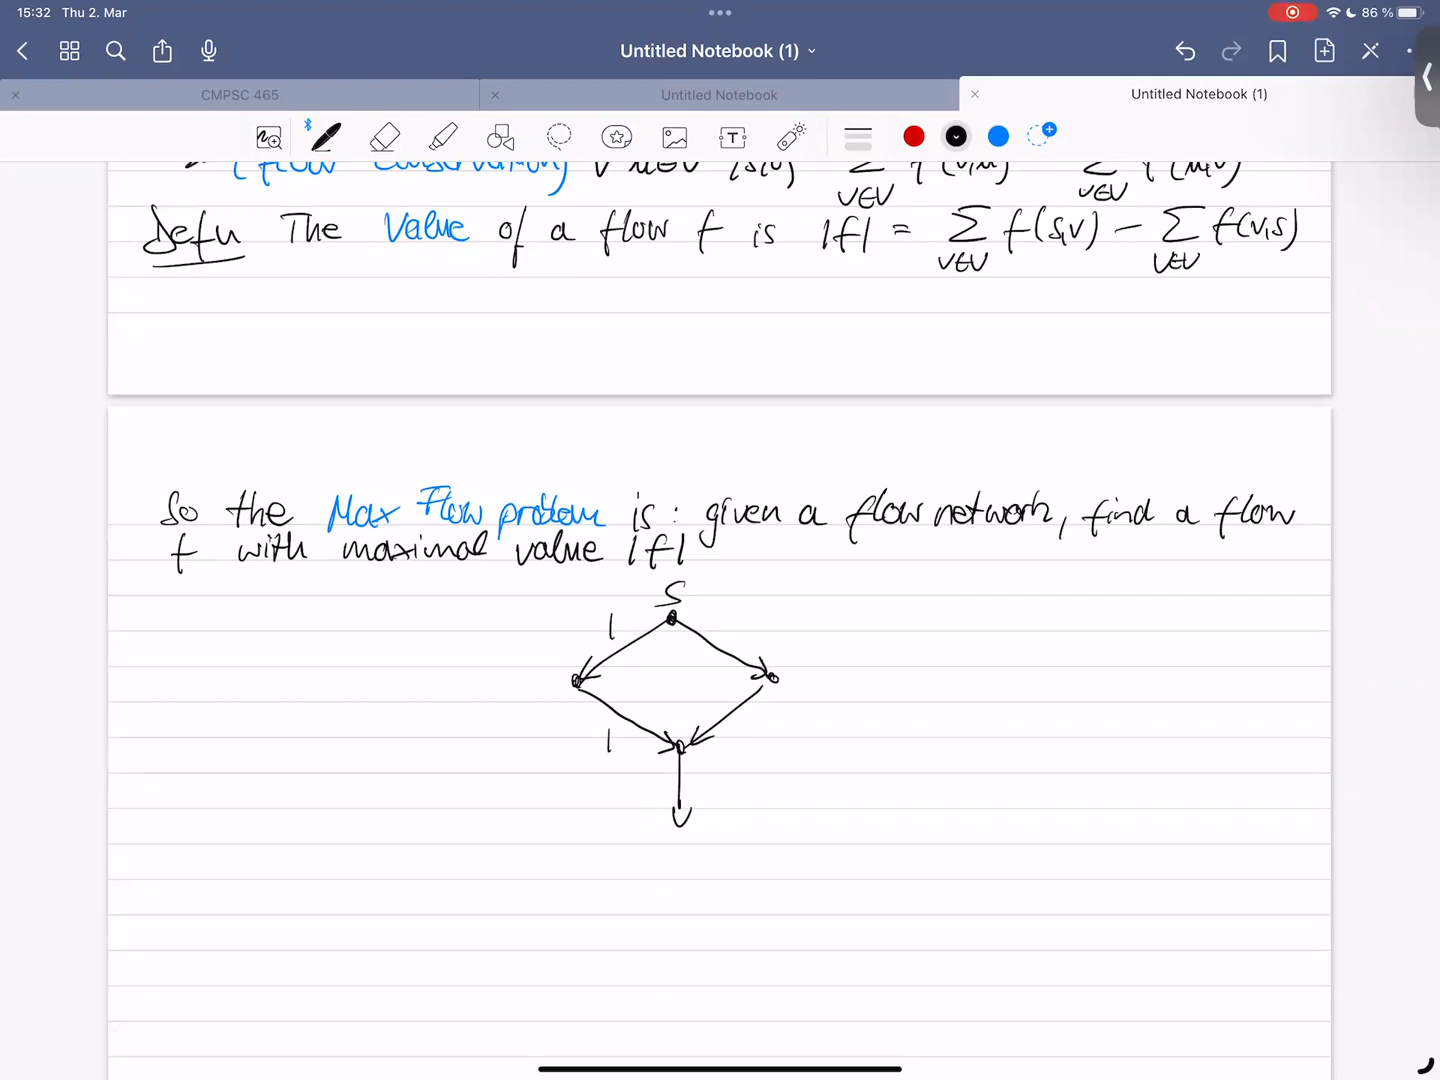 15:32 Thu 2. Mar
86 %
Untitled Notebook (1)
CMPSC 465
Untitled Notebook
Untitled Notebook (1)
(flow conservation) ∀ u∈V \ {s,v} Σ f(v,u) Σ f(u,v)
v∈V v∈V
Defn The value of a flow f is |f| = Σ f(s,v) - Σ f(v,s)
v∈V v∈V
So the Max Flow problem is: given a flow network, find a flow
f with maximal value |f|
S
1
1